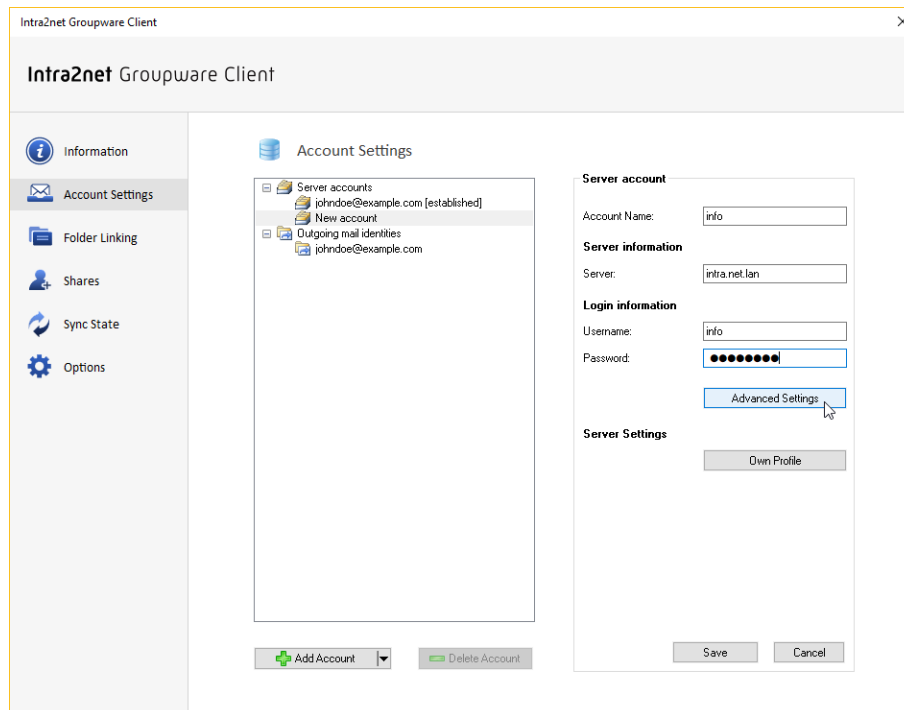 Intra2net Groupware Client
Intra2net Groupware Client
Information
Account Settings
Folder Linking
Shares
Sync State
Options
Account Settings
Server accounts
johndoe@example.com [established]
New account
Outgoing mail identities
johndoe@example.com
Add Account
Delete Account
Server account
Account Name: info
Server information
Server: intra.net.lan
Login information
Username: info
Password: ●●●●●●●●
Advanced Settings
Server Settings
Own Profile
Save Cancel